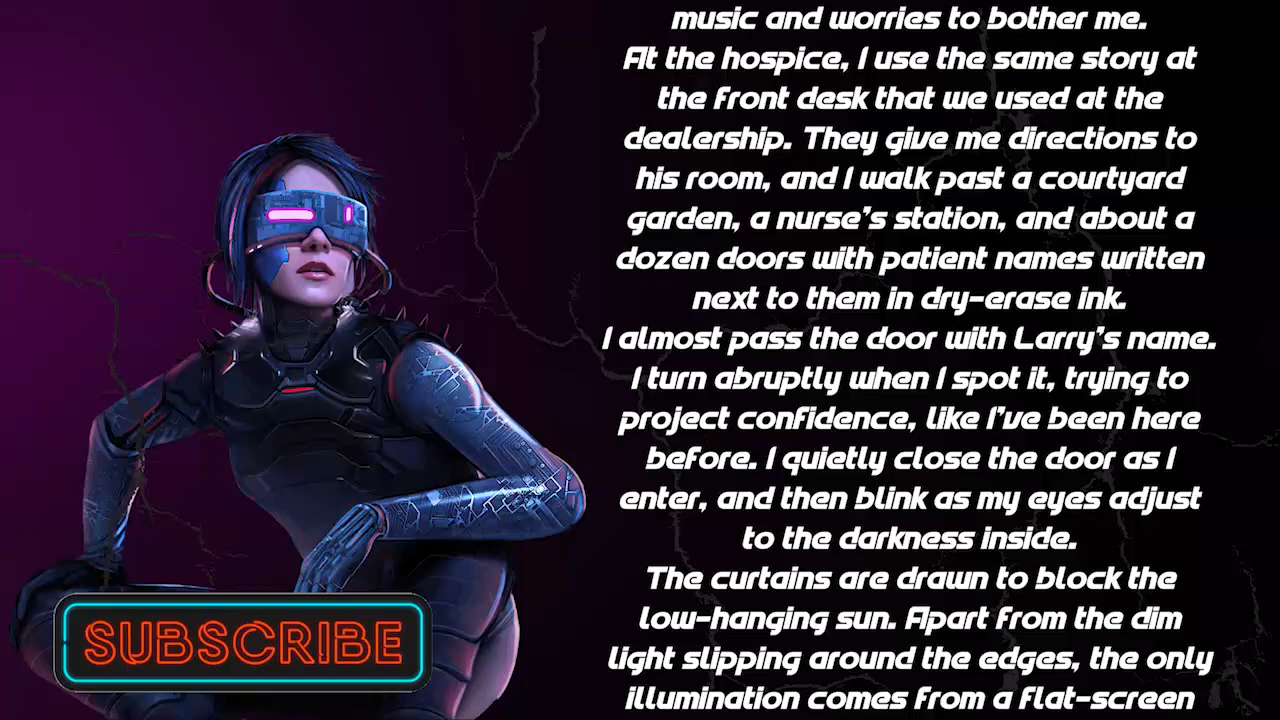 music and worries to bother me.
At the hospice, I use the same story at
the front desk that we used at the
dealership. They give me directions to
his room, and I walk past a courtyard
garden, a nurse's station, and about a
dozen doors with patient names written
next to them in dry-erase ink.
I almost pass the door with Larry's name.
I turn abruptly when I spot it, trying to
project confidence, like I've been here
before. I quietly close the door as I
enter, and then blink as my eyes adjust
to the darkness inside.
The curtains are drawn to block the
low-hanging sun. Apart from the dim
light slipping around the edges, the only
illumination comes from a flat-screen
SUBSCRIBE